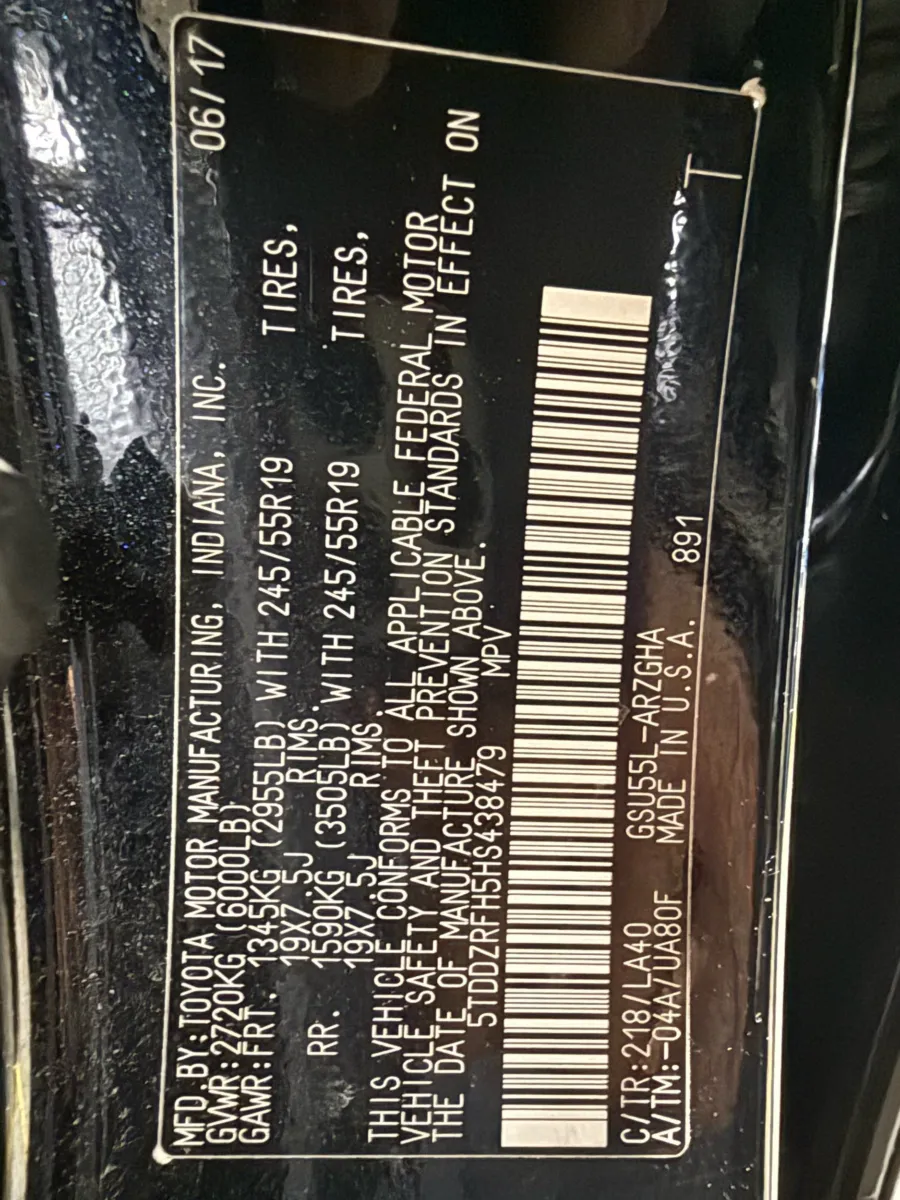 MFD.BY:TOYOTA MOTOR MANUFACTURING, INDIANA, INC. 06/17
GVWR:2720KG (6000LB)
GAWR:FRT. 1345KG (2955LB) WITH 245/55R19 TIRES,
19X7.5J RIMS.
RR. 1590KG (3505LB) WITH 245/55R19 TIRES,
19X7.5J RIMS.
THIS VEHICLE CONFORMS TO ALL APPLICABLE FEDERAL MOTOR
VEHICLE SAFETY AND THEFT PREVENTION STANDARDS IN EFFECT ON
THE DATE OF MANUFACTURE SHOWN ABOVE.
5TDDZRFH5HS438479 MPV
C/TR:218/LA40 GSU55L-ARZGHA
A/TM:-04A/UA80F MADE IN U.S.A. 891 T